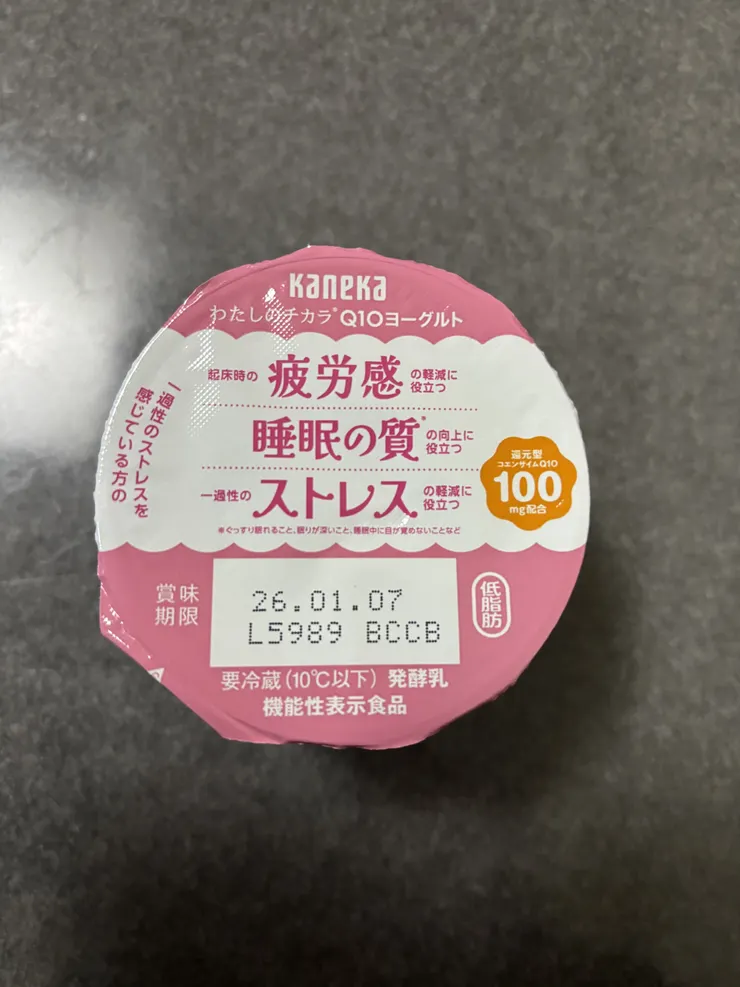 Kaneka
わたしのチカラ®Q10ヨーグルト
一過性のストレスを
感じている方の
起床時の 疲労感 の軽減に役立つ
睡眠の質※の向上に役立つ
一過性の ストレス の軽減に役立つ
※ぐっすり眠れること、眠りが深いこと、睡眠中に目が覚めないことなど
還元型
コエンザイムQ10
100
mg配合
賞味
期限
26.01.07
L5989 BCCB
低脂肪
要冷蔵(10℃以下) 発酵乳
機能性表示食品